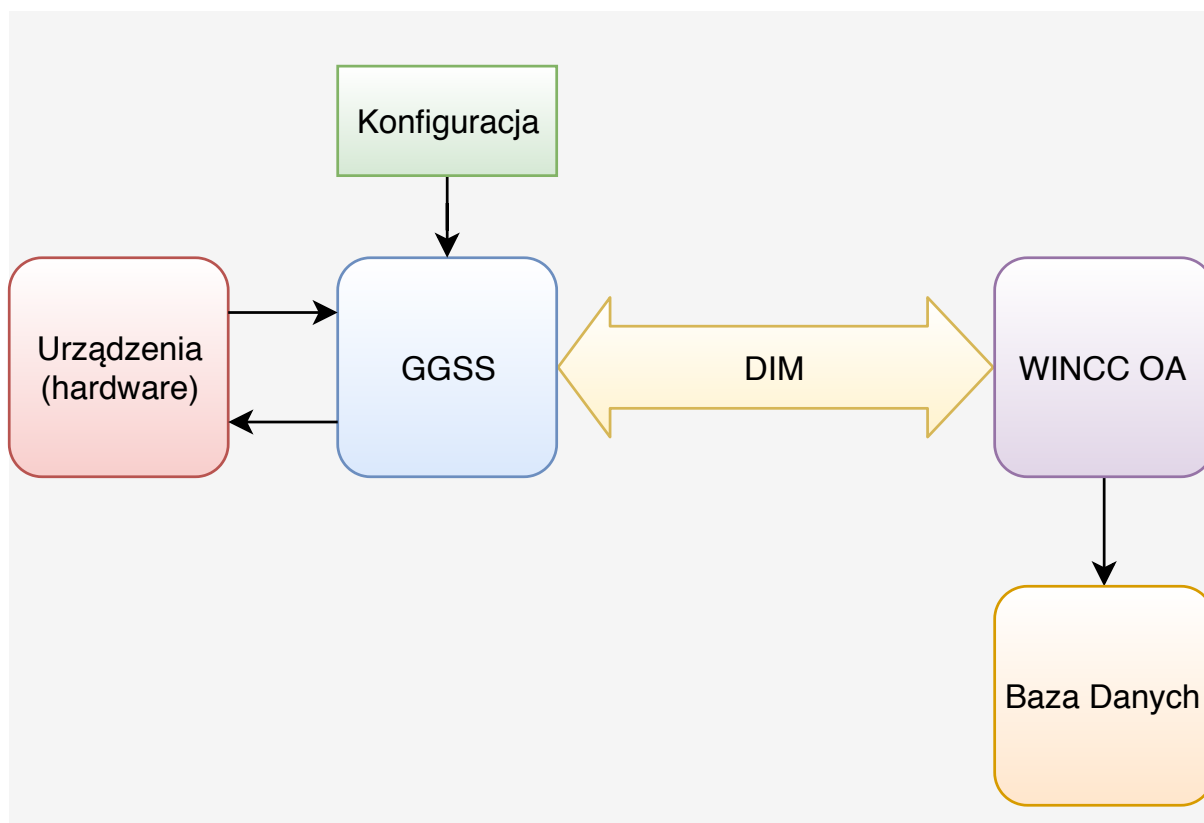 Konfiguracja
Urządzenia
(hardware)
GGSS
DIM
WINCC OA
Baza Danych